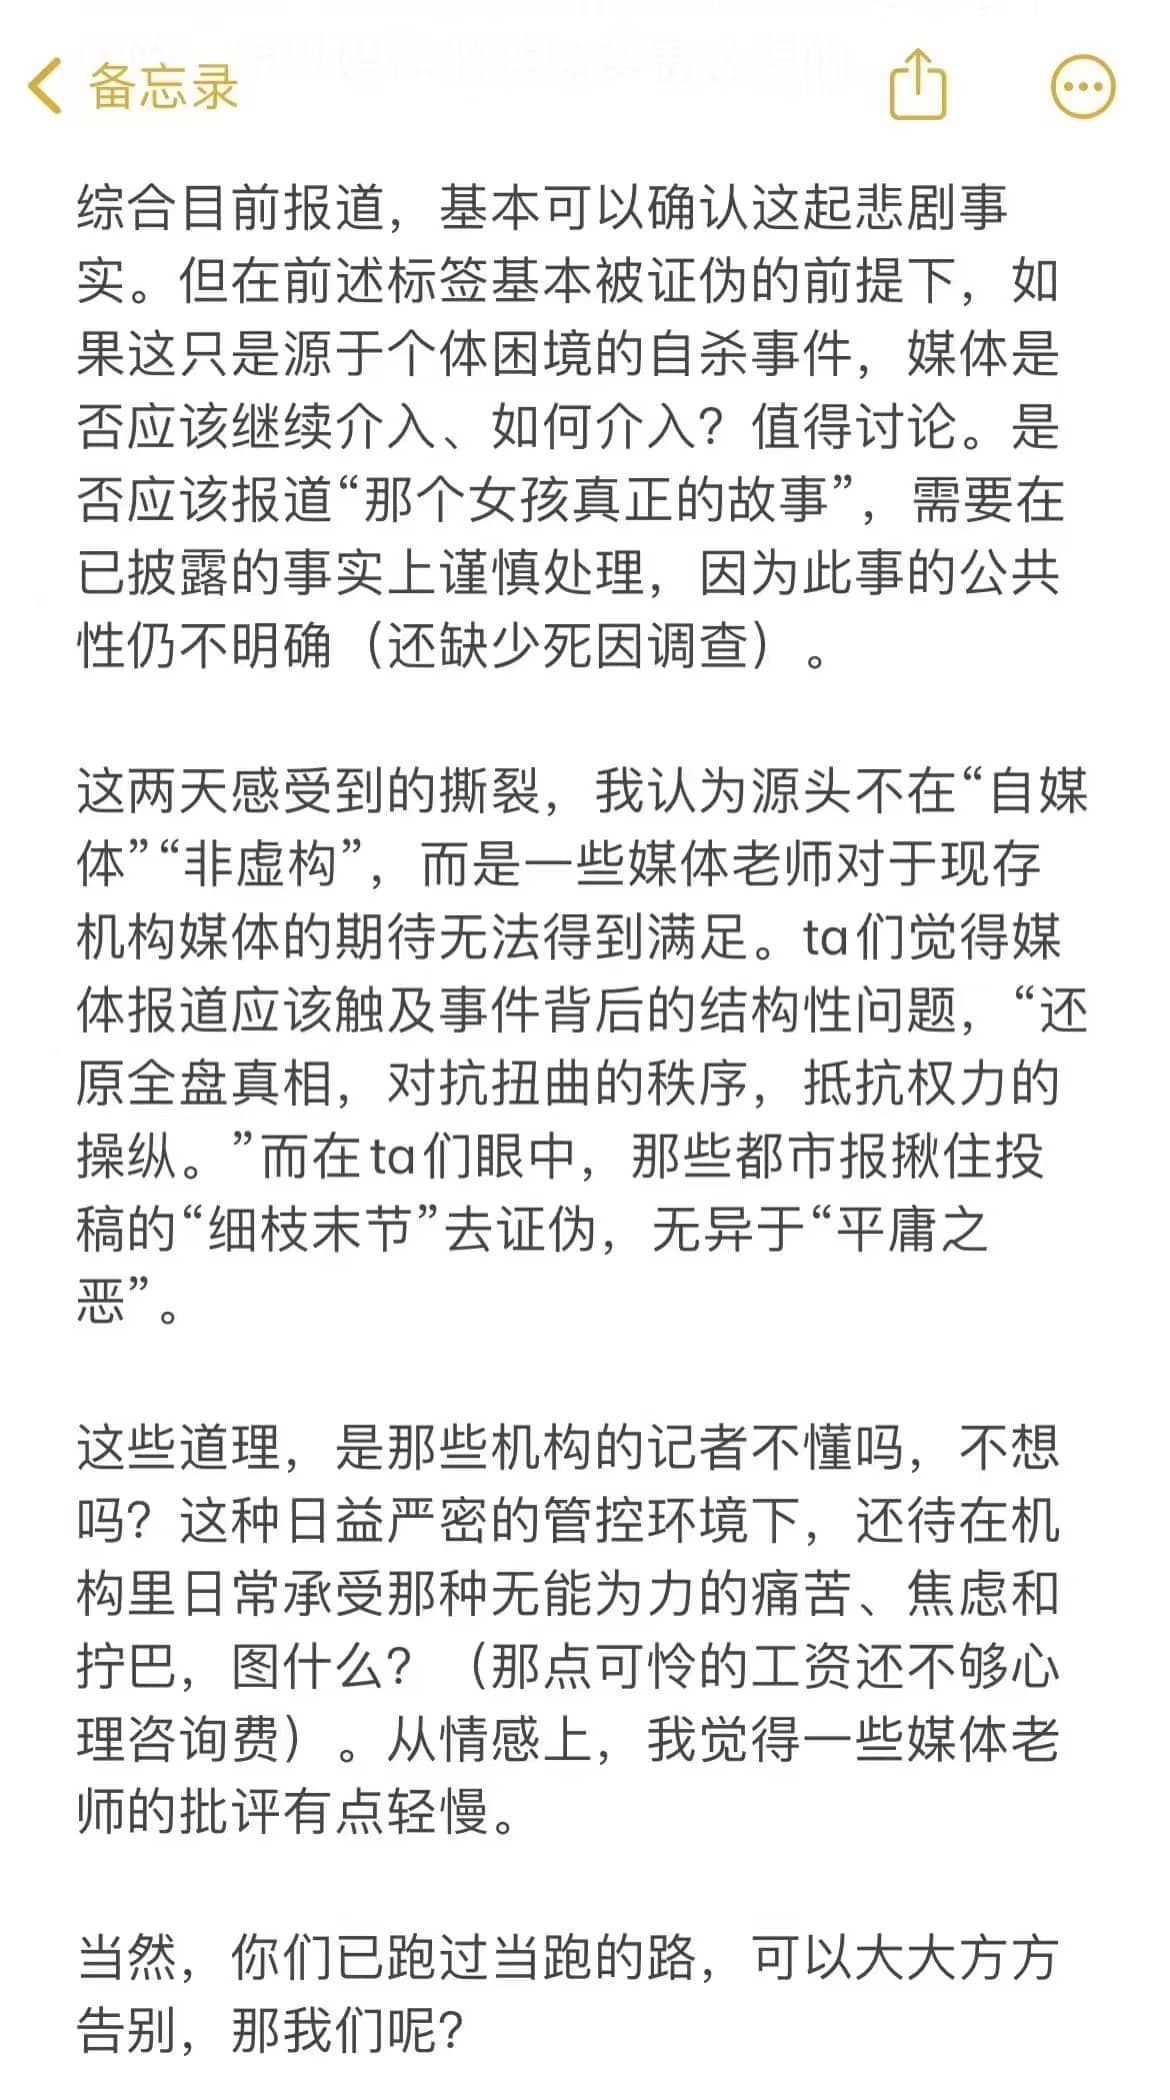 备忘录
综合目前报道，基本可以确认这起悲剧事
实。但在前述标签基本被证伪的前提下，如
果这只是源于个体困境的自杀事件，媒体是
否应该继续介入、如何介入？值得讨论。是
否应该报道“那个女孩真正的故事”，需要在
已披露的事实上谨慎处理，因为此事的公共
性仍不明确（还缺少死因调查）。
这两天感受到的撕裂，我认为源头不在“自媒
体”“非虚构”，而是一些媒体老师对于现存
机构媒体的期待无法得到满足。ta们觉得媒
体报道应该触及事件背后的结构性问题，“还
原全盘真相，对抗扭曲的秩序，抵抗权力的
操纵。”而在ta们眼中，那些都市报揪住投
稿的“细枝末节”去证伪，无异于“平庸之
恶”。
这些道理，是那些机构的记者不懂吗，不想
吗？这种日益严密的管控环境下，还待在机
构里日常承受那种无能为力的痛苦、焦虑和
拧巴，图什么？（那点可怜的工资还不够心
理咨询费）。从情感上，我觉得一些媒体老
师的批评有点轻慢。
当然，你们已跑过当跑的路，可以大大方方
告别，那我们呢？